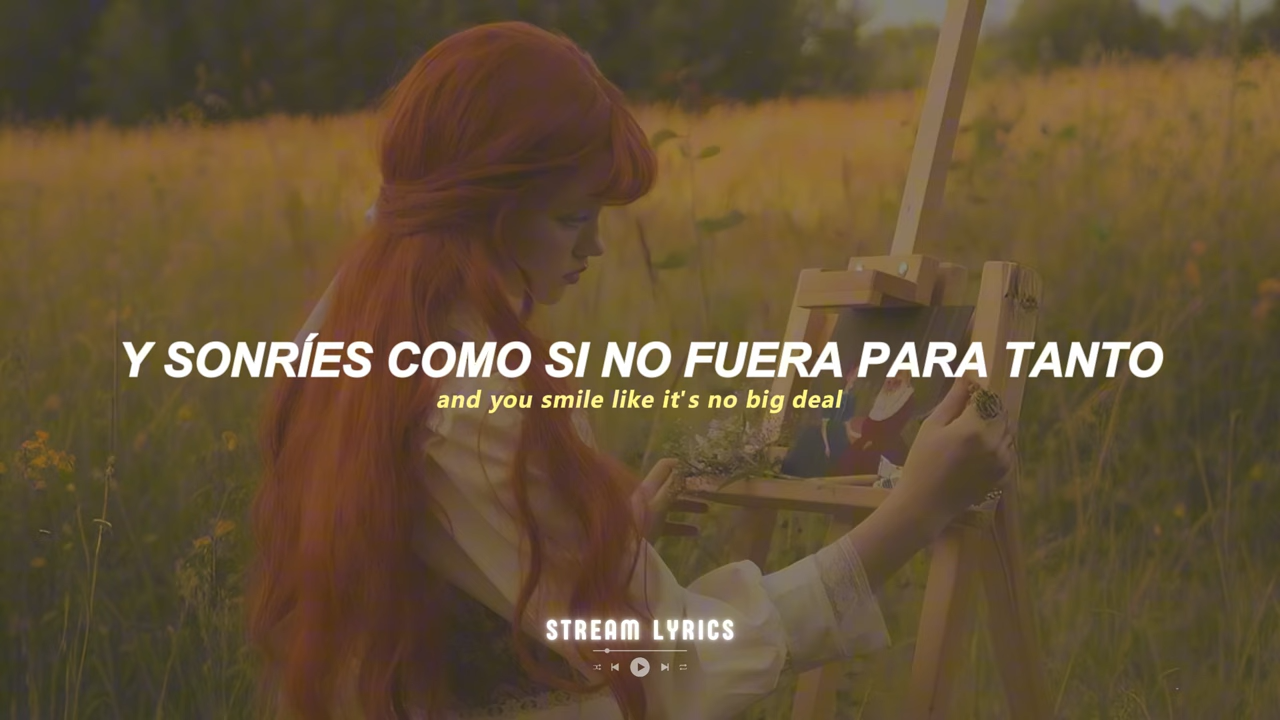 Y SONRÍES COMO SI NO FUERA PARA TANTO
and you smile like it's no big deal
STREAM LYRICS